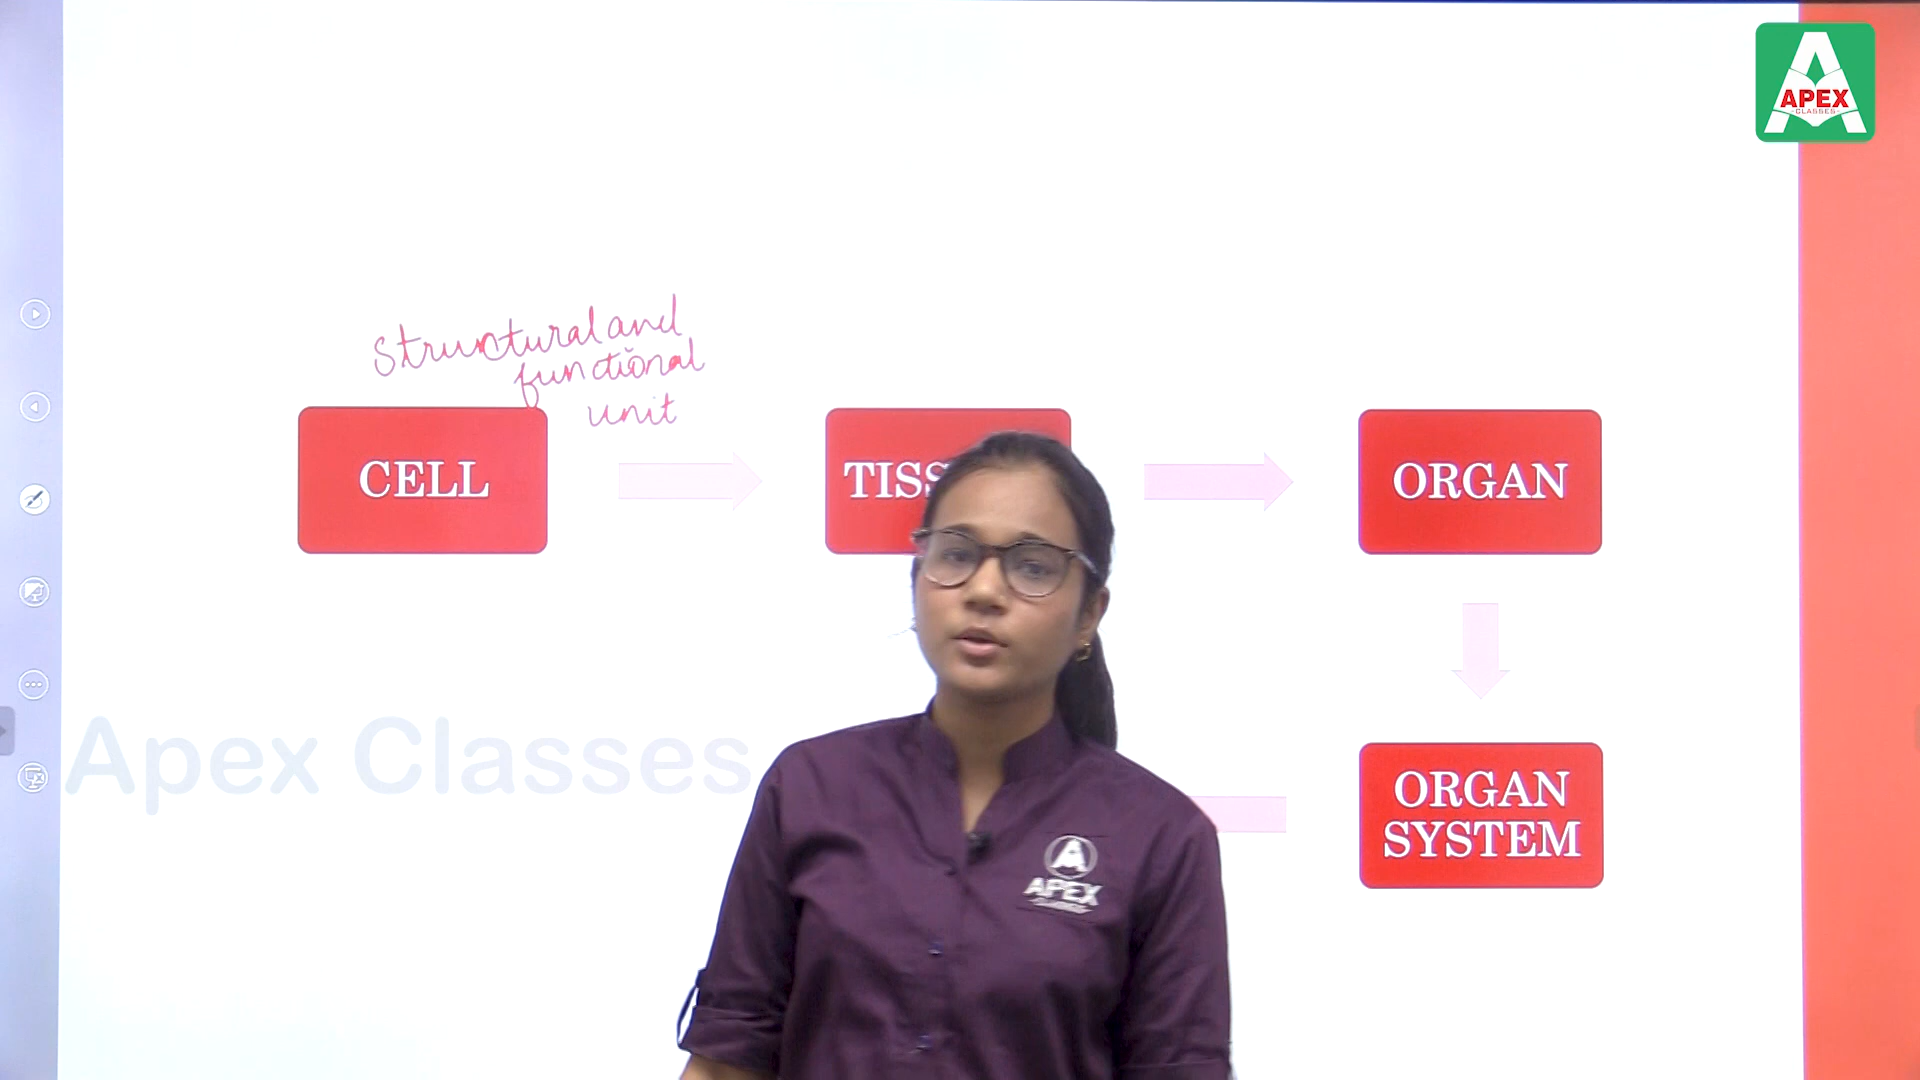 APEX
CLASSES
Structural and
functional
unit
CELL
ORGAN
Apex Classes
ORGAN
SYSTEM
APEX